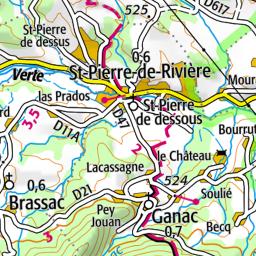 525
D617
St-Pierre
de dessus
0,6
Verte
St-Pierre-de-Rivière
las Prados
Mour
St-Pierre
de dessous
3,5
D11A
D47
Bourrut
2
le Château
Lacassagne
0,6
D21
524
Soulié
Brassac
Pey
Jouan
Ganac
Becq
3
0,7